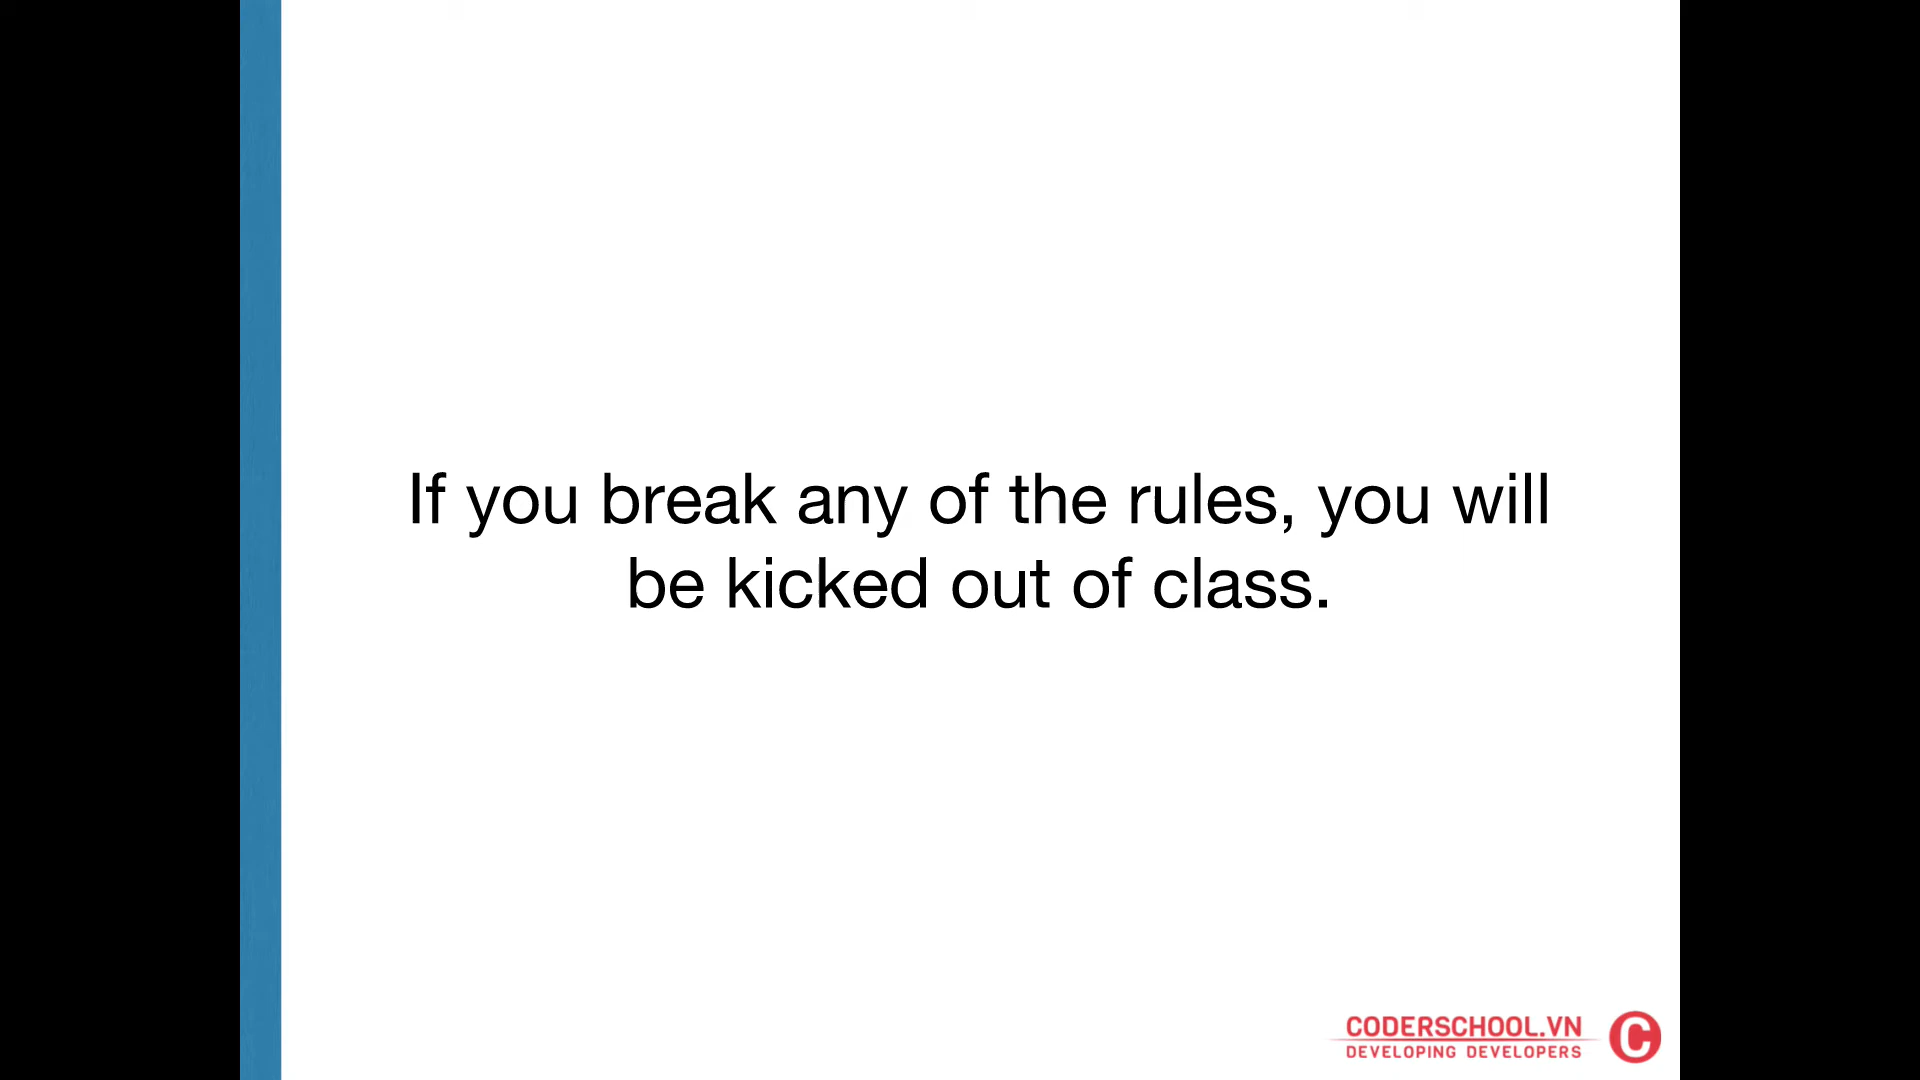 If you break any of the rules, you will
be kicked out of class.
CODERSCHOOL.VN
DEVELOPING DEVELOPERS
C